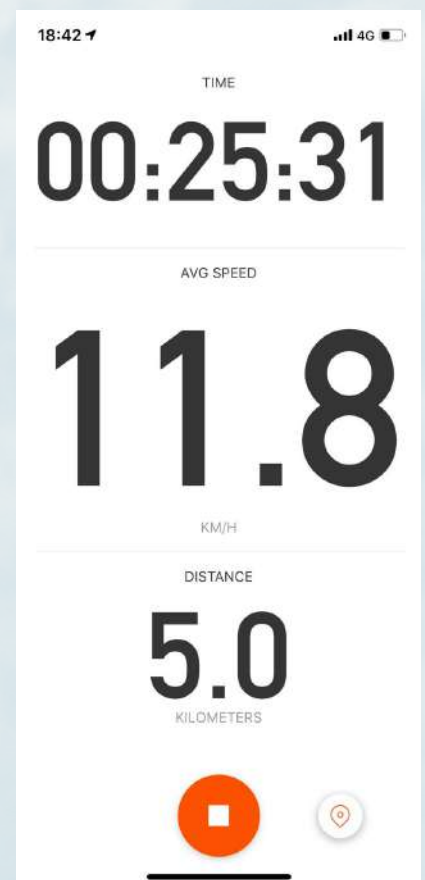 18:42 4G
TIME
00:25:31
AVG SPEED
11.8
KM/H
DISTANCE
5.0
KILOMETERS